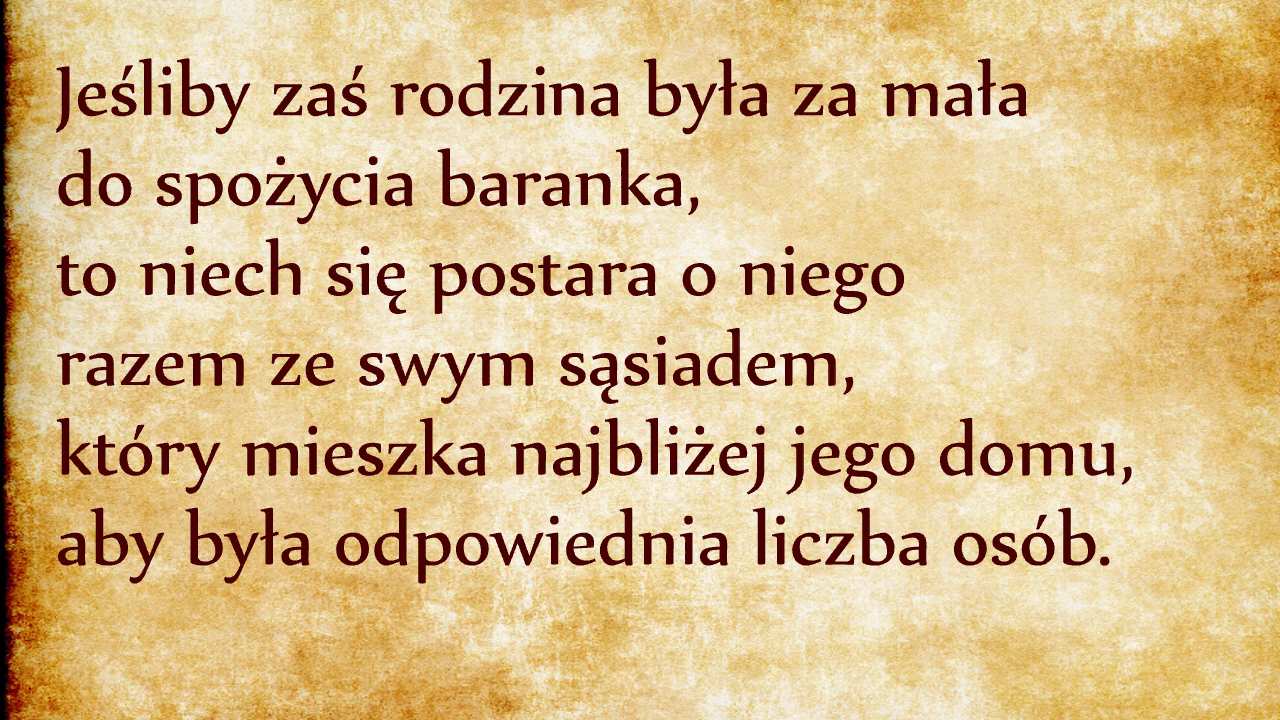 Jeśliby zaś rodzina była za mała
do spożycia baranka,
to niech się postara o niego
razem ze swym sąsiadem,
który mieszka najbliżej jego domu,
aby była odpowiednia liczba osób.